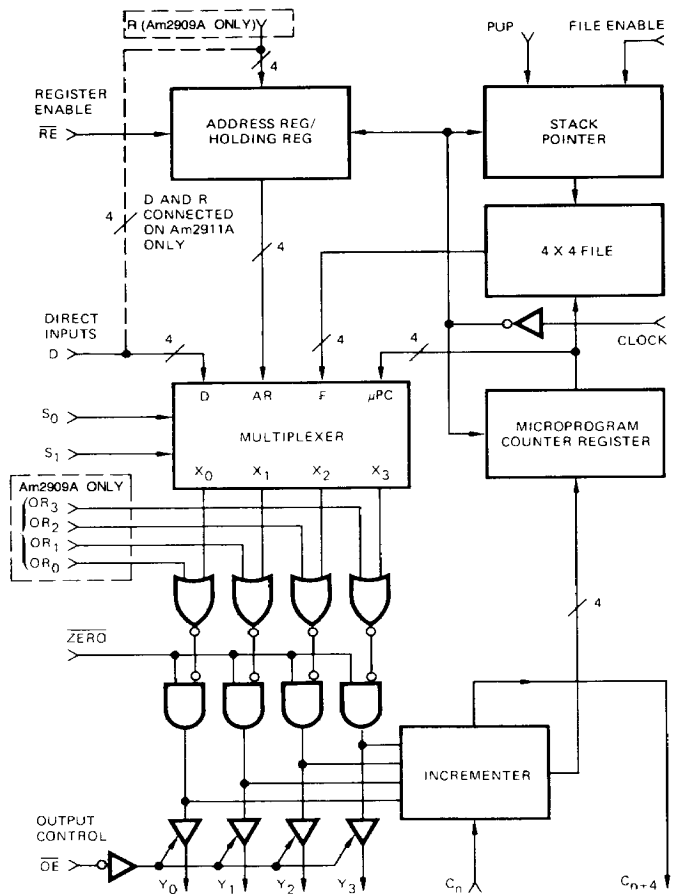 R (Am2909A ONLY)
PUP
FILE ENABLE
4
REGISTER
ENABLE
RE
ADDRESS REG/
HOLDING REG
STACK
POINTER
4
D AND R
CONNECTED
ON Am2911A
ONLY
4
4 X 4 FILE
DIRECT
INPUTS
D
4
4
4
CLOCK
D
AR
F
μPC
MULTIPLEXER
X0
X1
X2
X3
S0
S1
MICROPROGRAM
COUNTER REGISTER
Am2909A ONLY
OR3
OR2
OR1
OR0
4
ZERO
INCREMENTER
OUTPUT
CONTROL
OE
Y0
Y1
Y2
Y3
Cn
Cn+4